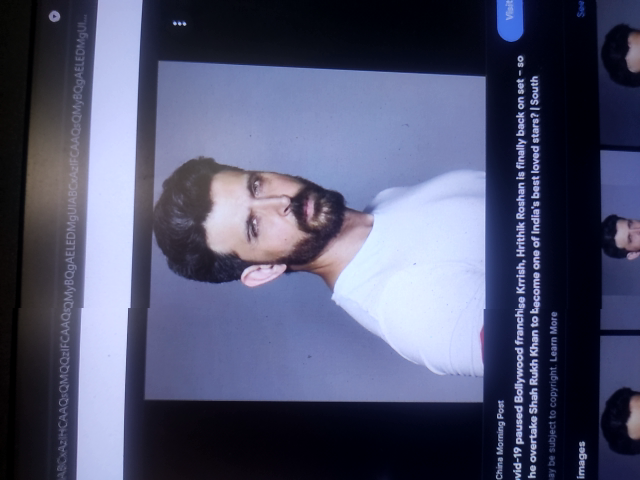 Visit
China Morning Post
vid-19 paused Bollywood franchise Krrish, Hrithik Roshan is finally back on set – so
he overtake Shah Rukh Khan to become one of India's best loved stars? | South
may be subject to copyright. Learn More
images
See